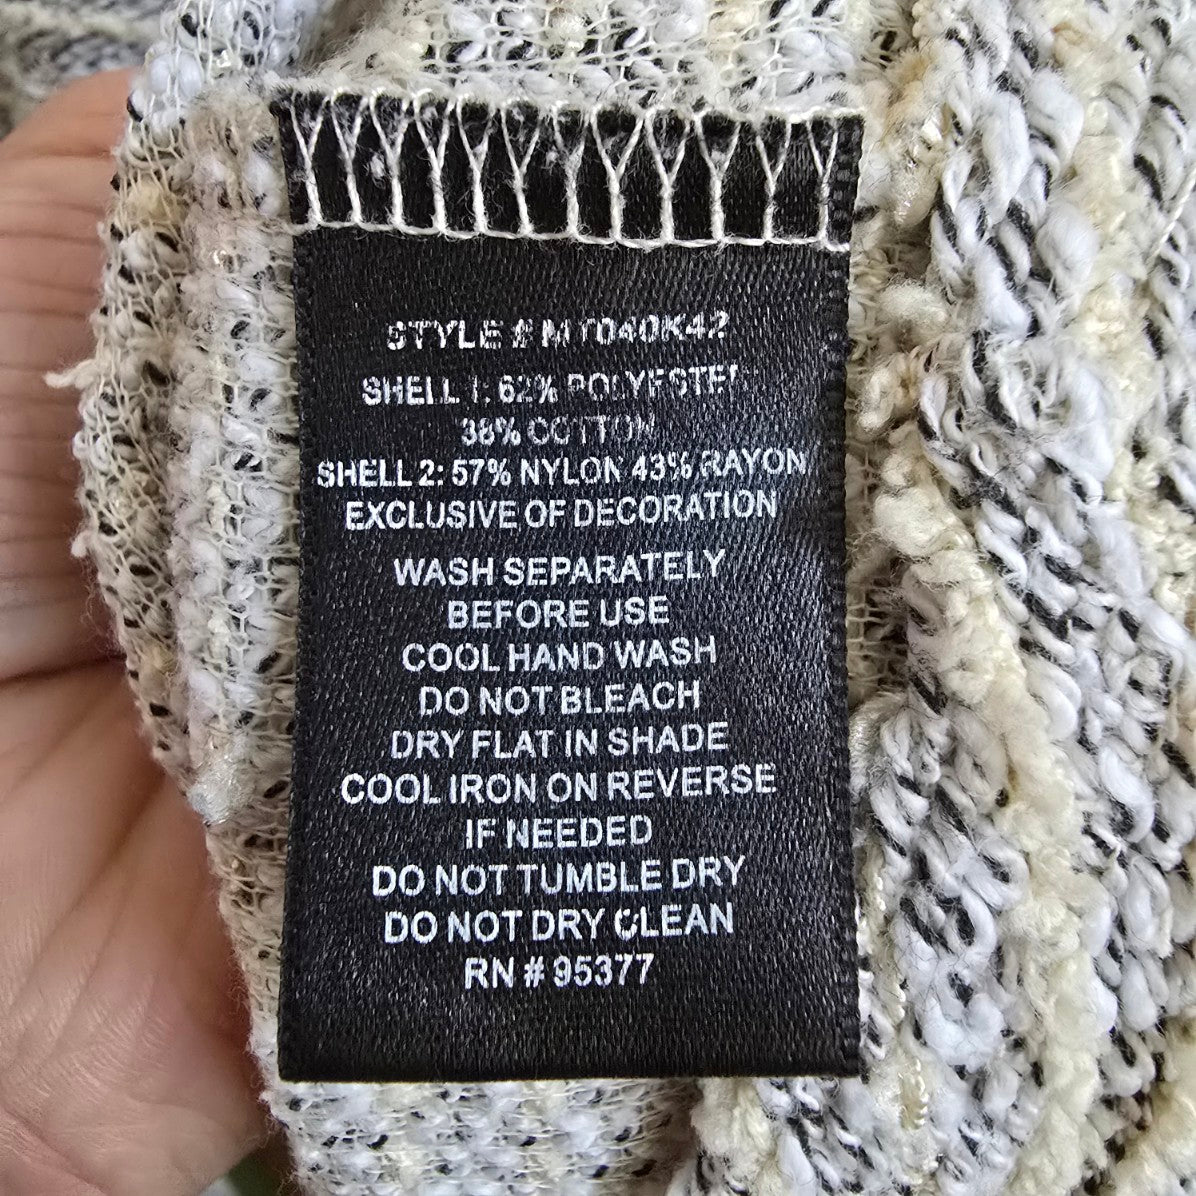 STYLE # MT040K42
SHELL 1: 62% POLYESTER
38% COTTON
SHELL 2: 57% NYLON 43% RAYON
EXCLUSIVE OF DECORATION
WASH SEPARATELY
BEFORE USE
COOL HAND WASH
DO NOT BLEACH
DRY FLAT IN SHADE
COOL IRON ON REVERSE
IF NEEDED
DO NOT TUMBLE DRY
DO NOT DRY CLEAN
RN # 95377